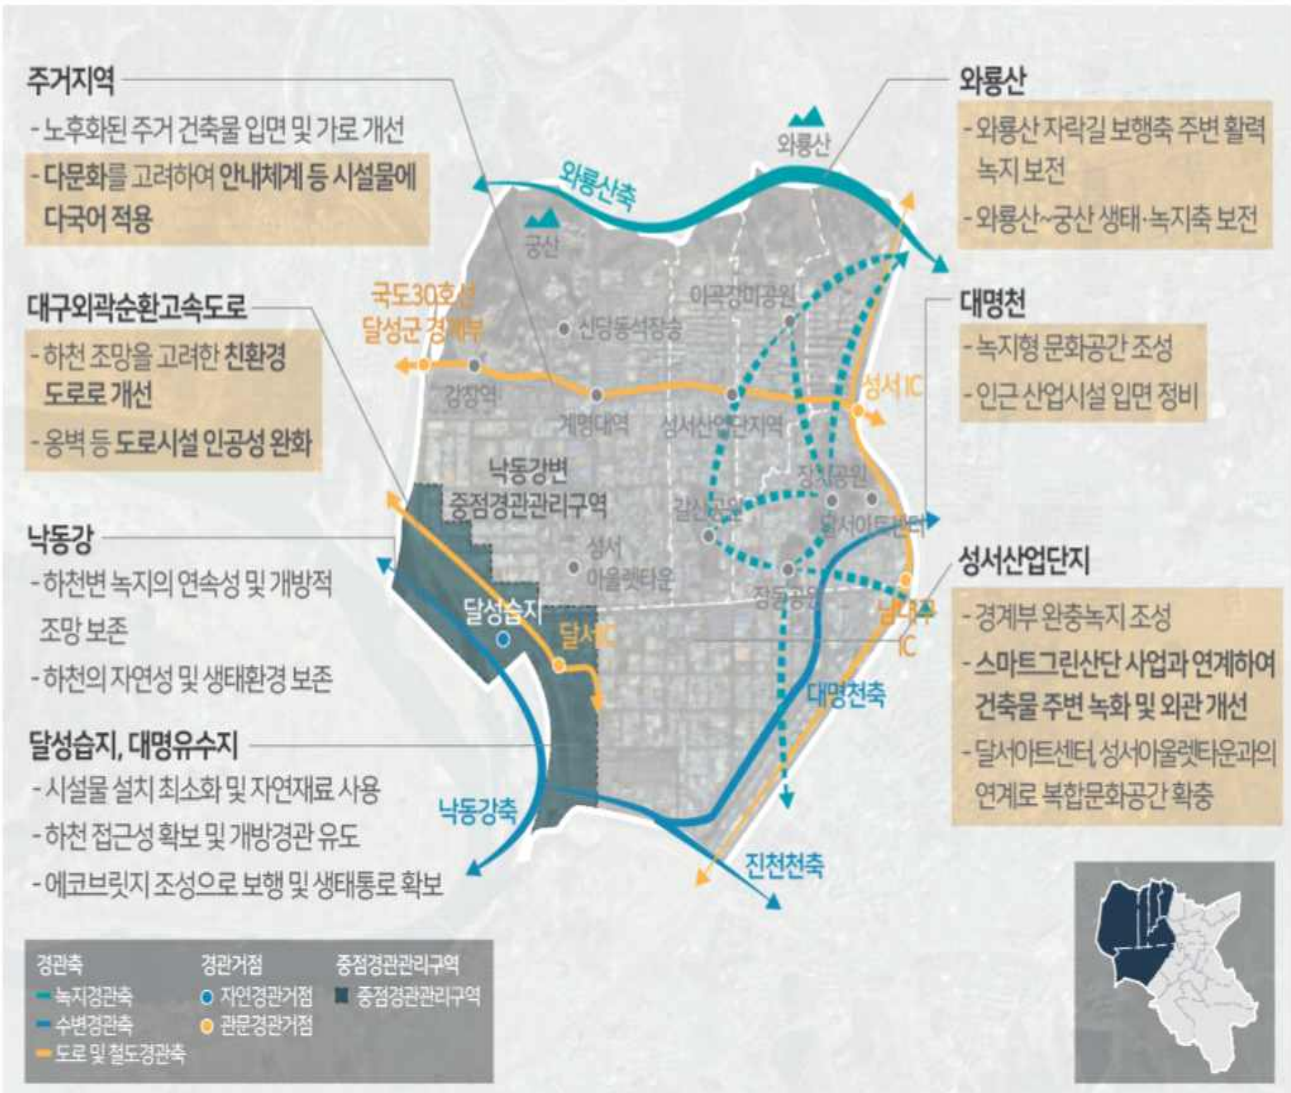 주거지역
- 노후화된 주거 건축물 입면 및 가로 개선
- 다문화를 고려하여 안내체계 등 시설물에
다국어 적용
대구외곽순환고속도로
- 하천 조망을 고려한 친환경
도로로 개선
- 옹벽 등 도로시설 인공성 완화
낙동강
- 하천변 녹지의 연속성 및 개방적
조망 보존
- 하천의 자연성 및 생태환경 보존
달성습지, 대명유수지
- 시설물 설치 최소화 및 자연재료 사용
- 하천 접근성 확보 및 개방경관 유도
- 에코브릿지 조성으로 보행 및 생태통로 확보
와룡산
- 와룡산 자락길 보행축 주변 활력
녹지 보전
- 와룡산~궁산 생태·녹지축 보전
대명천
- 녹지형 문화공간 조성
- 인근 산업시설 입면 정비
성서산업단지
- 경계부 완충녹지 조성
- 스마트그린산단 사업과 연계하여
건축물 주변 녹화 및 외관 개선
- 달서아트센터, 성서아울렛타운과의
연계로 복합문화공간 확충
와룡산
와룡산축
궁산
국도30호선
달성군 경계부
이곡장미공원
신당동석장승
강창역
계명대역
성서산업단지역
성서 IC
낙동강변
중점경관관리구역
장기공원
갈산공원
달서아트센터
성서
아울렛타운
장동공원
달성습지
달서IC
남대구
IC
대명천축
낙동강축
진천천축
경관축
녹지경관축
수변경관축
도로 및 철도경관축
경관거점
자연경관거점
관문경관거점
중점경관관리구역
중점경관관리구역